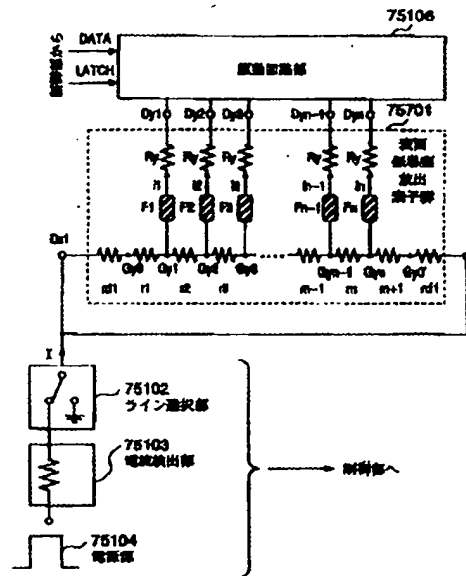 75106
制御部から
DATA
LATCH
駆動回路部
75701
Dy1 Dy2 Dy3 Dyn-1 Dyn
表面伝導型放出素子群
Ry Ry Ry Ry Ry
i1 i2 i3 in-1 in
F1 F2 F3 Fn-1 Fn
Dx1
Gy0 Gy1 Gy2 Gy3 Gyn-1 Gyn
rd1 r1 r2 r3 rn-1 rn rn+1 rd1
I
75102
ライン選択部
75103
電流検出部
制御部へ
75104
電源部